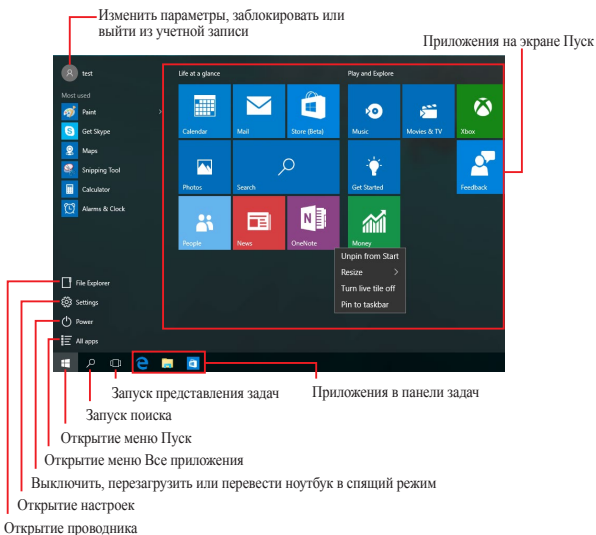 Изменить параметры, заблокировать или
выйти из учетной записи
Приложения на экране Пуск
test
Life at a glance
Play and Explore
Most used
Paint
Get Skype
Maps
Snipping Tool
Calculator
Alarms & Clock
Calendar
Mail
Store (Beta)
Music
Movies & TV
Xbox
Photos
Search
Get Started
Feedback
People
News
OneNote
Money
Unpin from Start
Resize
Turn live tile off
Pin to taskbar
File Explorer
Settings
Power
All apps
Запуск представления задач
Приложения в панели задач
Запуск поиска
Открытие меню Пуск
Открытие меню Все приложения
Выключить, перезагрузить или перевести ноутбук в спящий режим
Открытие настроек
Открытие проводника